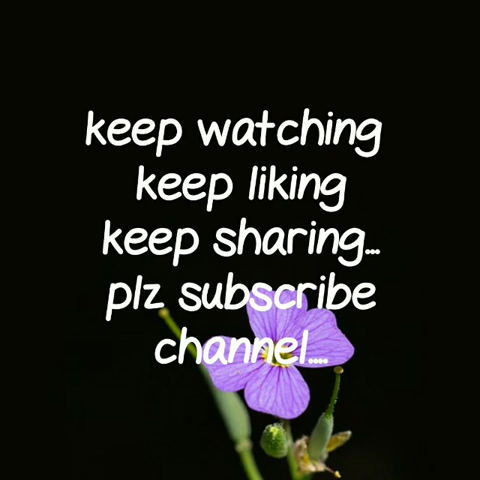 keep watching
keep liking
keep sharing...
plz subscribe
channel....